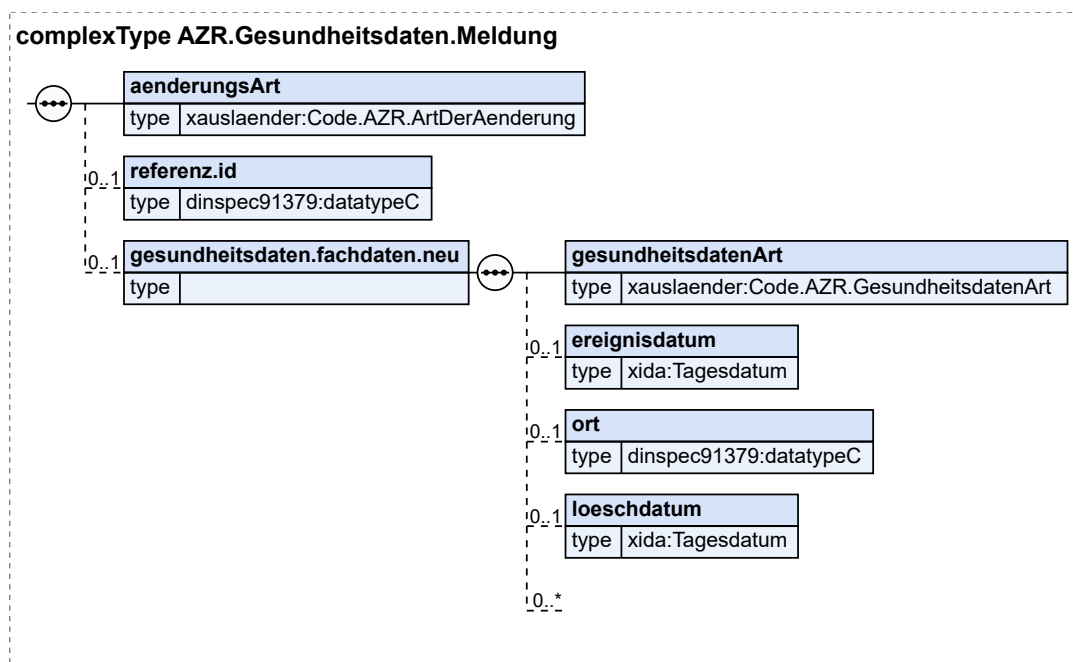 complexType AZR.Gesundheitsdaten.Meldung
aenderungsArt
type xauslaender:Code.AZR.ArtDerAenderung
0..1
referenz.id
type dinspec91379:datatypeC
0..1
gesundheitsdaten.fachdaten.neu
type
gesundheitsdatenArt
type xauslaender:Code.AZR.GesundheitsdatenArt
0..1
ereignisdatum
type xida:Tagesdatum
0..1
ort
type dinspec91379:datatypeC
0..1
loeschdatum
type xida:Tagesdatum
0..*